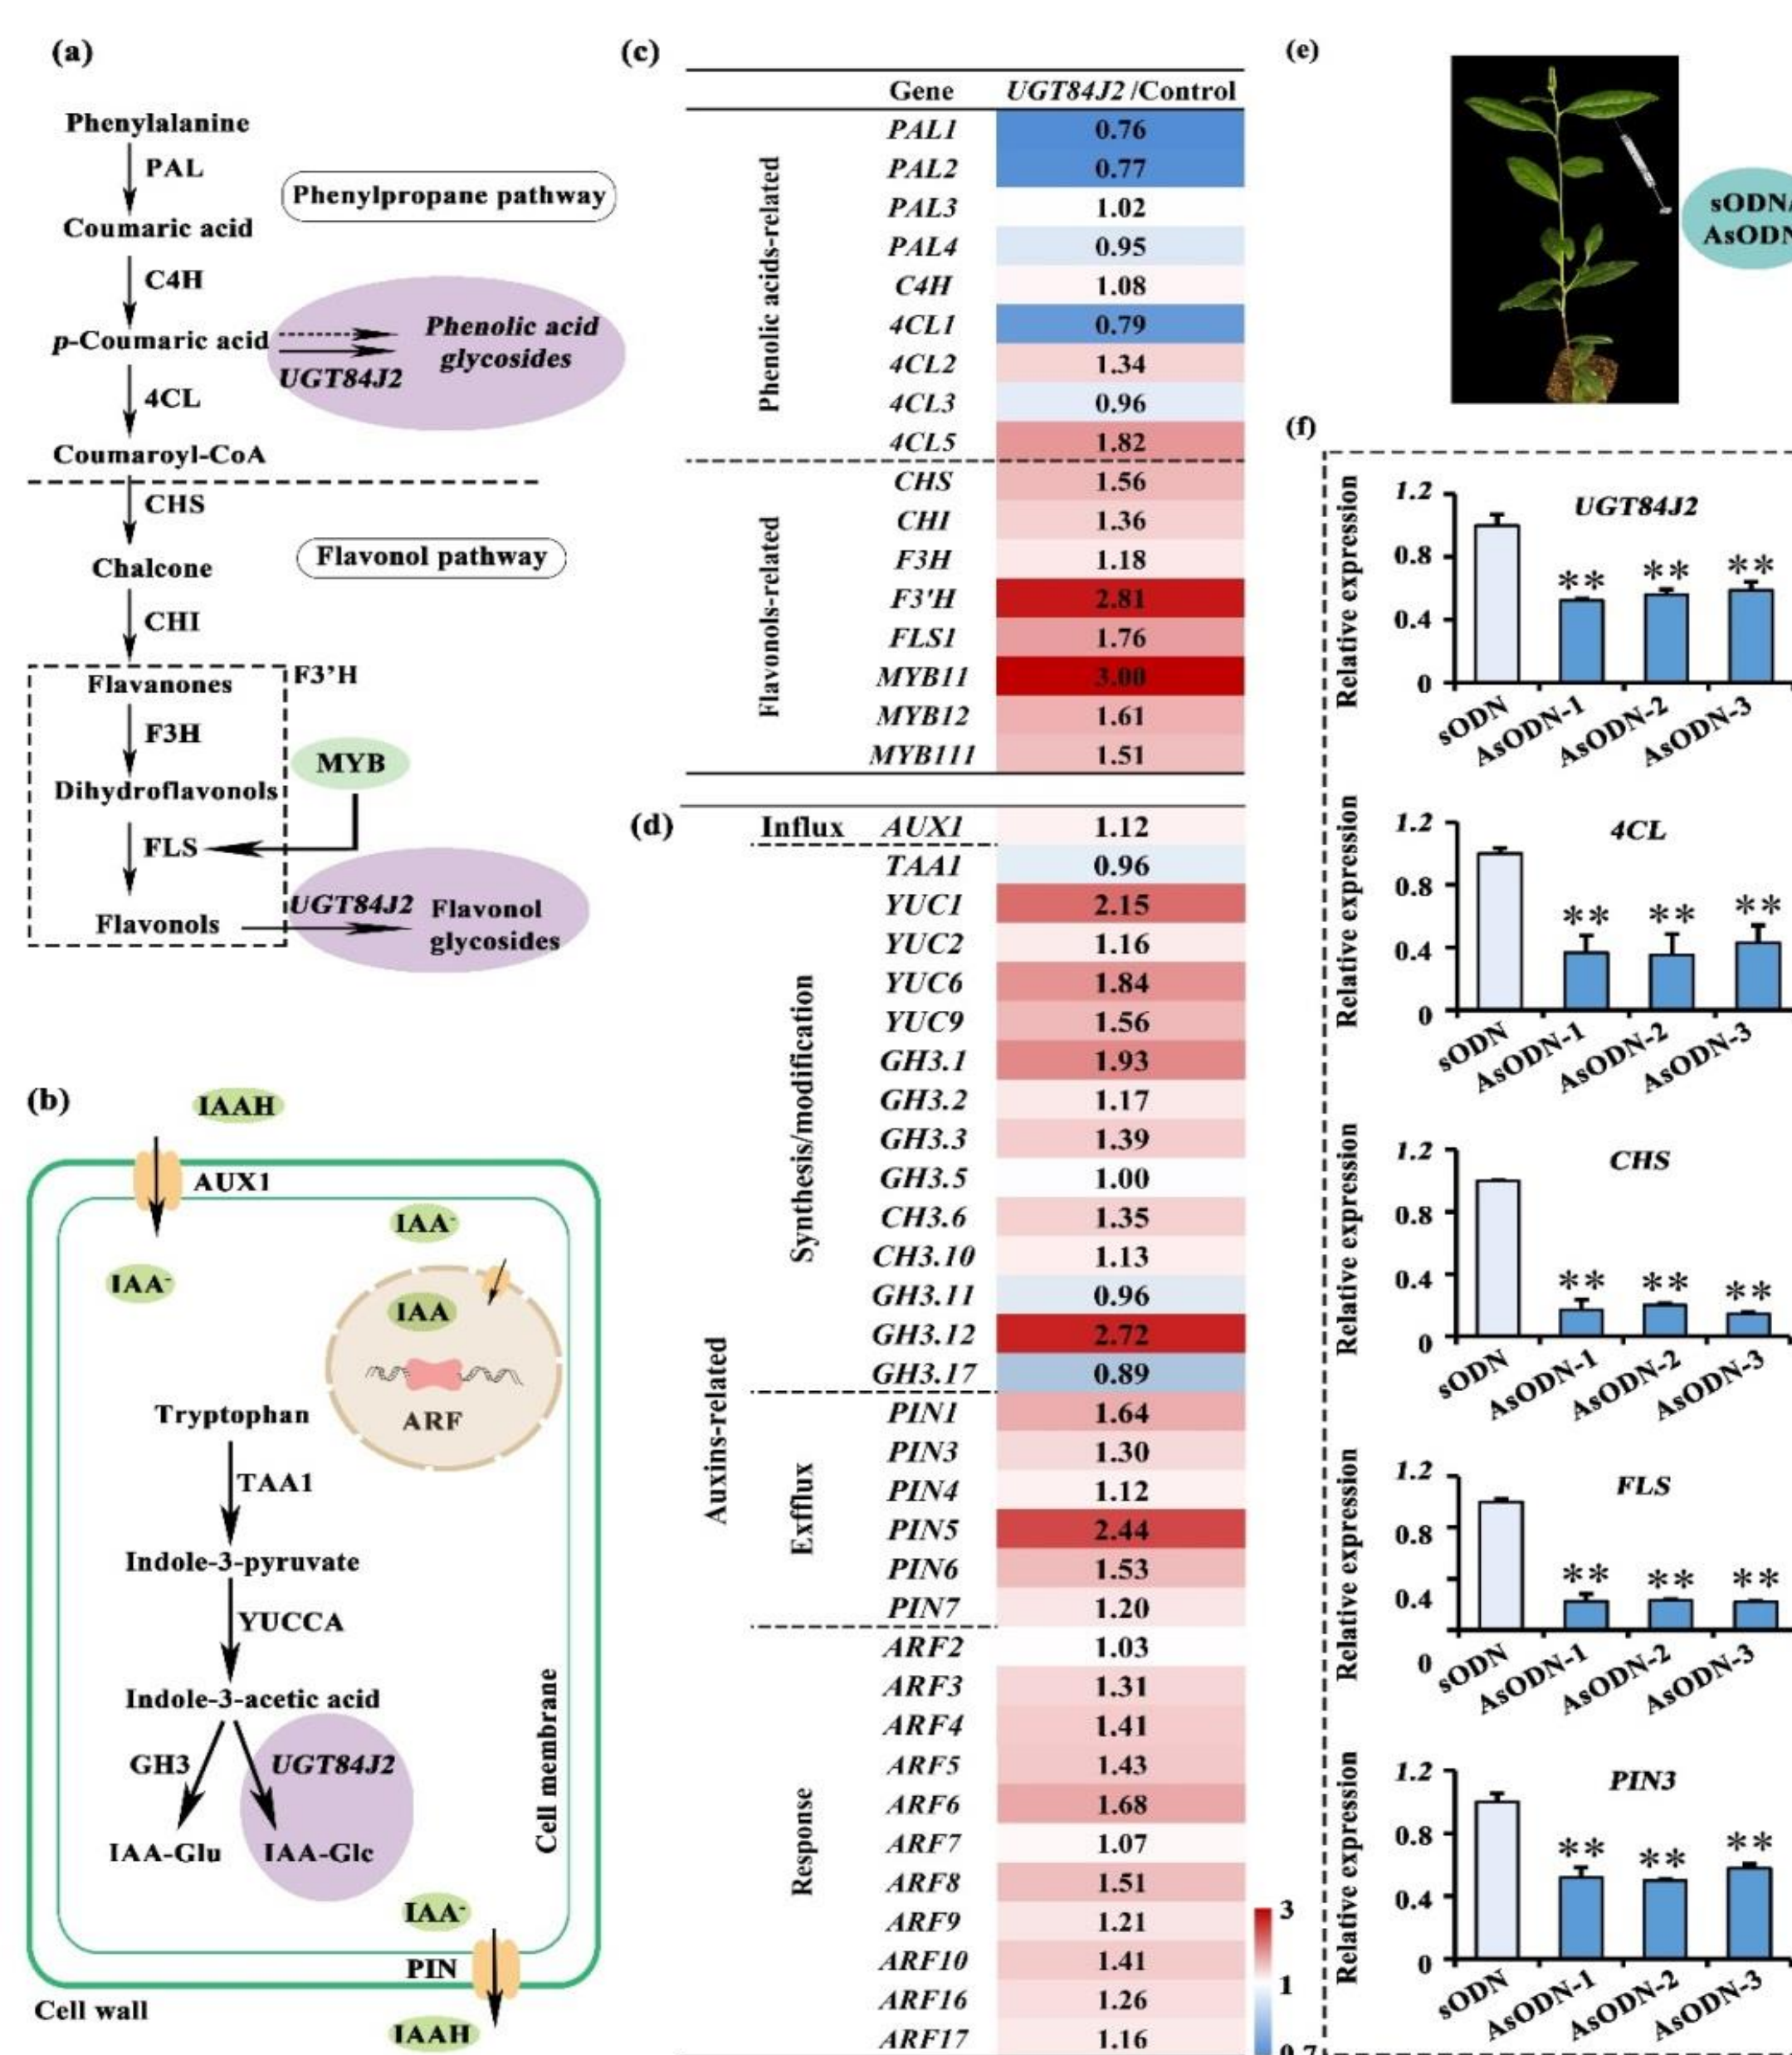 (a)
Phenylalanine
PAL
Phenylpropane pathway
Coumaric acid
C4H
p-Coumaric acid
Phenolic acid
glycosides
UGT84J2
4CL
Coumaroyl-CoA
CHS
Chalcone
Flavonol pathway
CHI
Flavanones
F3’H
F3H
MYB
Dihydroflavonols
FLS
UGT84J2
Flavonols
Flavonol
glycosides
(b)
IAAH
AUX1
IAA-
IAA-
IAA
ARF
Tryptophan
TAA1
Indole-3-pyruvate
YUCCA
Indole-3-acetic acid
GH3
UGT84J2
IAA-Glu
IAA-Glc
Cell membrane
IAA-
PIN
Cell wall
IAAH
(c)
Gene UGT84J2 /Control
Phenolic acids-related
PAL1 0.76
PAL2 0.77
PAL3 1.02
PAL4 0.95
C4H 1.08
4CL1 0.79
4CL2 1.34
4CL3 0.96
4CL5 1.82
Flavonols-related
CHS 1.56
CHI 1.36
F3H 1.18
F3'H 2.81
FLS1 1.76
MYB11 3.00
MYB12 1.61
MYB111 1.51
(d)
Auxins-related
Influx AUX1 1.12
Synthesis/modification
TAA1 0.96
YUC1 2.15
YUC2 1.16
YUC6 1.84
YUC9 1.56
GH3.1 1.93
GH3.2 1.17
GH3.3 1.39
GH3.5 1.00
CH3.6 1.35
CH3.10 1.13
GH3.11 0.96
GH3.12 2.72
GH3.17 0.89
Exfflux
PIN1 1.64
PIN3 1.30
PIN4 1.12
PIN5 2.44
PIN6 1.53
PIN7 1.20
Response
ARF2 1.03
ARF3 1.31
ARF4 1.41
ARF5 1.43
ARF6 1.68
ARF7 1.07
ARF8 1.51
ARF9 1.21
ARF10 1.41
ARF16 1.26
ARF17 1.16
3
1
0.7
(e)
sODN/
AsODN
(f)
Relative expression
UGT84J2
1.2
0.8
0.4
0
** ** **
sODN AsODN-1 AsODN-2 AsODN-3
Relative expression
4CL
1.2
0.8
0.4
0
** ** **
sODN AsODN-1 AsODN-2 AsODN-3
Relative expression
CHS
1.2
0.8
0.4
0
** ** **
sODN AsODN-1 AsODN-2 AsODN-3
Relative expression
FLS
1.2
0.8
0.4
0
** ** **
sODN AsODN-1 AsODN-2 AsODN-3
Relative expression
PIN3
1.2
0.8
0.4
0
** ** **
sODN AsODN-1 AsODN-2 AsODN-3